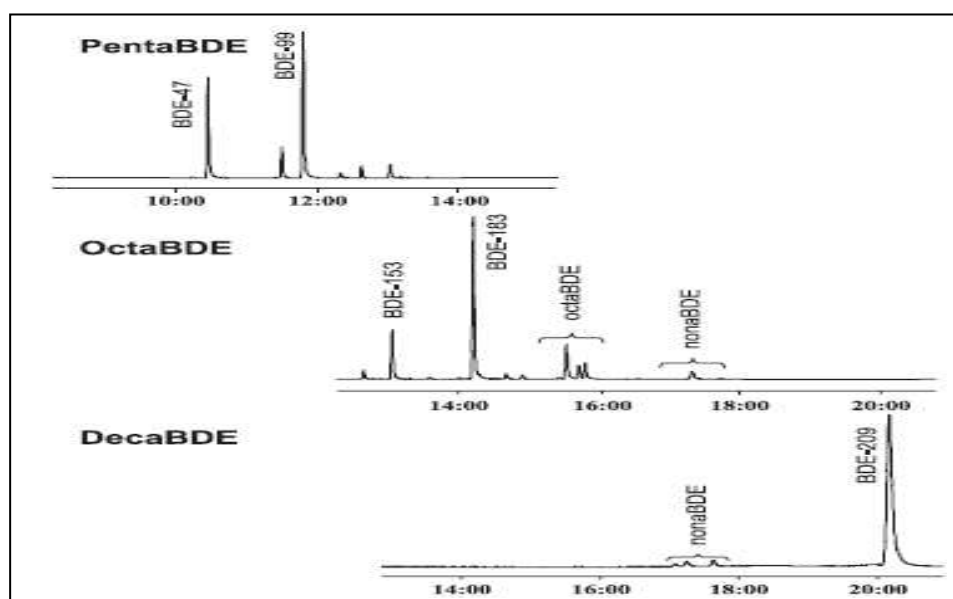 PentaBDE
BDE-47
BDE-99
10:00 12:00 14:00
OctaBDE
BDE-153
BDE-183
octaBDE
nonaBDE
14:00 16:00 18:00 20:00
DecaBDE
nonaBDE
BDE-209
14:00 16:00 18:00 20:00